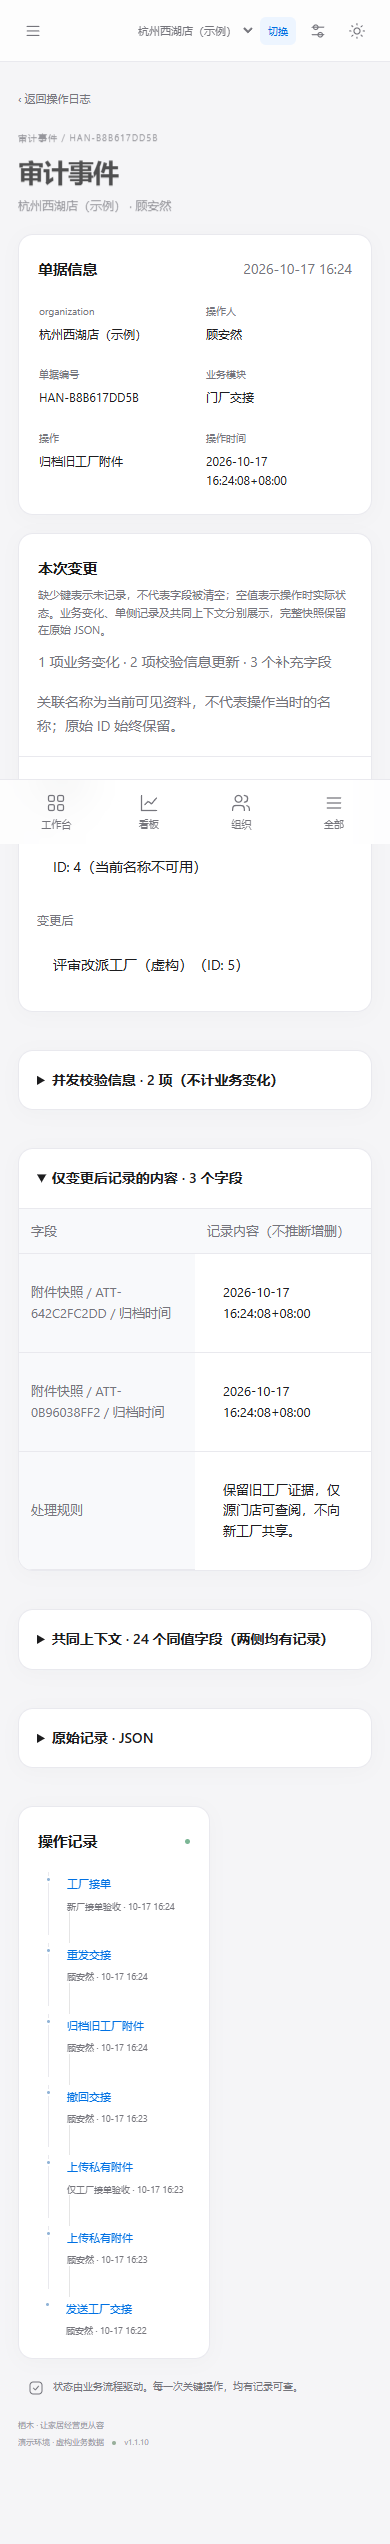 杭州西湖店（示例）
切换
‹ 返回操作日志
审计事件 / HAN-B8B617DD5B
审计事件
杭州西湖店（示例） · 顾安然
单据信息
2026-10-17 16:24
organization
操作人
杭州西湖店（示例）
顾安然
单据编号
业务模块
HAN-B8B617DD5B
门厂交接
操作
操作时间
归档旧工厂附件
2026-10-17
16:24:08+08:00
本次变更
缺少键表示未记录，不代表字段被清空；空值表示操作时实际状
态。业务变化、单侧记录及共同上下文分别展示，完整快照保留
在原始 JSON。
1 项业务变化 · 2 项校验信息更新 · 3 个补充字段
关联名称为当前可见资料，不代表操作当时的名
称；原始 ID 始终保留。
工作台
看板
组织
全部
ID: 4（当前名称不可用）
变更后
评审改派工厂（虚构）（ID: 5）
并发校验信息 · 2 项（不计业务变化）
仅变更后记录的内容 · 3 个字段
字段
记录内容（不推断增删）
附件快照 / ATT-
642C2FC2DD / 归档时间
2026-10-17
16:24:08+08:00
附件快照 / ATT-
0B96038FF2 / 归档时间
2026-10-17
16:24:08+08:00
处理规则
保留旧工厂证据，仅
源门店可查阅，不向
新工厂共享。
共同上下文 · 24 个同值字段（两侧均有记录）
原始记录 · JSON
操作记录
工厂接单
新厂接单验收 · 10-17 16:24
重发交接
顾安然 · 10-17 16:24
归档旧工厂附件
顾安然 · 10-17 16:24
撤回交接
顾安然 · 10-17 16:23
上传私有附件
仅工厂接单验收 · 10-17 16:23
上传私有附件
顾安然 · 10-17 16:23
发送工厂交接
顾安然 · 10-17 16:22
状态由业务流程驱动。每一次关键操作，均有记录可查。
栖木 · 让家居经营更从容
演示环境 · 虚构业务数据 ● v1.1.10